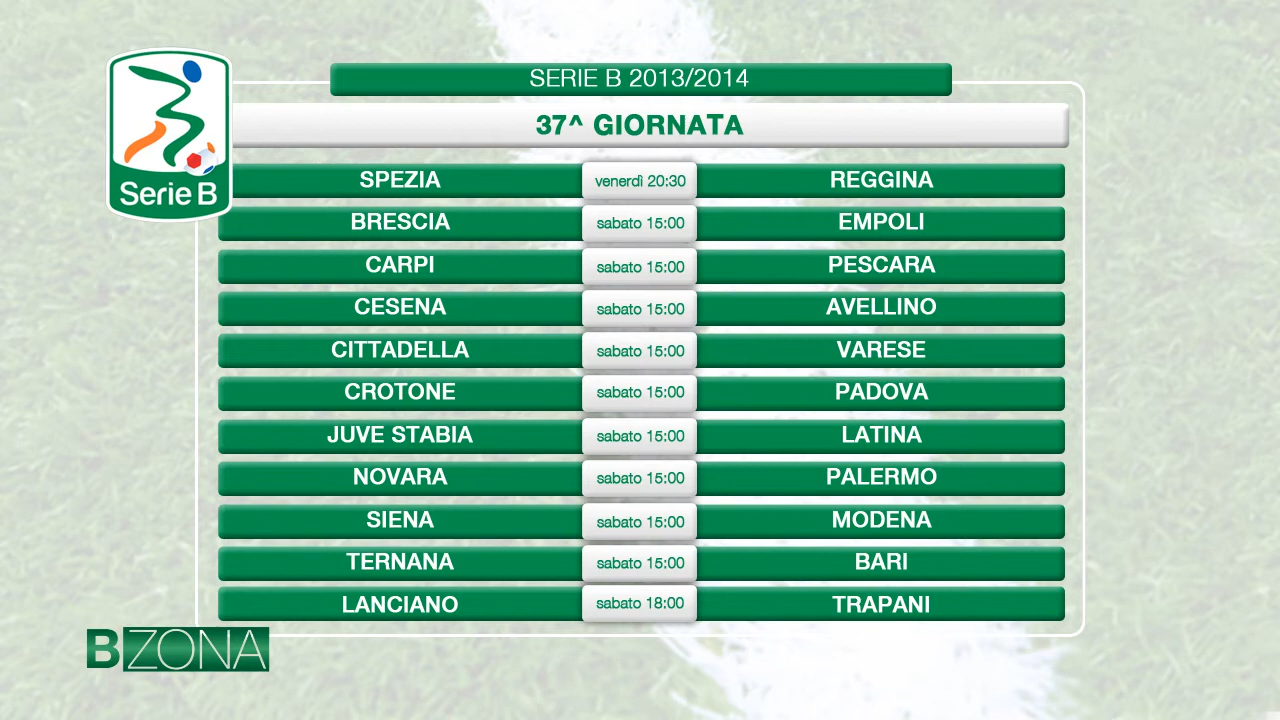 SERIE B 2013/2014
37^ GIORNATA
Serie B
SPEZIA venerdì 20:30 REGGINA
BRESCIA sabato 15:00 EMPOLI
CARPI sabato 15:00 PESCARA
CESENA sabato 15:00 AVELLINO
CITTADELLA sabato 15:00 VARESE
CROTONE sabato 15:00 PADOVA
JUVE STABIA sabato 15:00 LATINA
NOVARA sabato 15:00 PALERMO
SIENA sabato 15:00 MODENA
TERNANA sabato 15:00 BARI
LANCIANO sabato 18:00 TRAPANI
BZONA